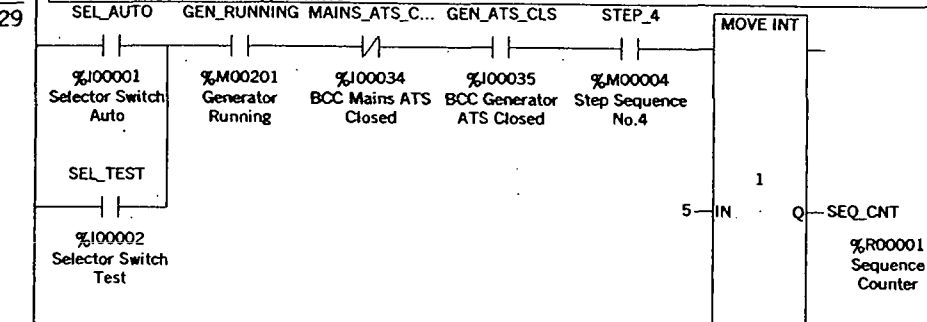 29
SEL_AUTO GEN_RUNNING MAINS_ATS_C... GEN_ATS_CLS STEP_4
MOVE INT
%I00001 %M00201 %I00034 %I00035 %M00004
Selector Switch Generator BCC Mains ATS BCC Generator Step Sequence
Auto Running Closed ATS Closed No.4
SEL_TEST
1
5 IN Q SEQ_CNT
%I00002 %R00001
Selector Switch Sequence
Test Counter